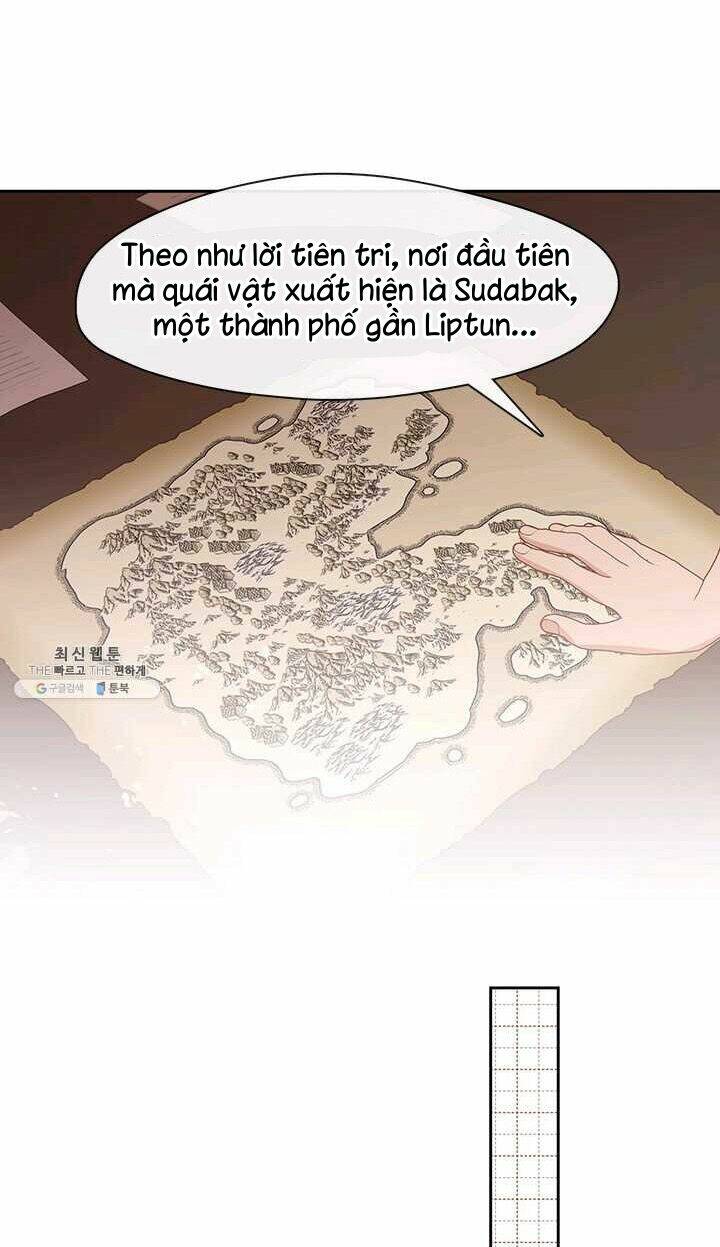 Theo như lời tiên tri, nơi đầu tiên
mà quái vật xuất hiện là Sudabak,
một thành phố gần Liptun...
최신웹툰
THE 빠르고 THE 편하게
구글검색 툰북